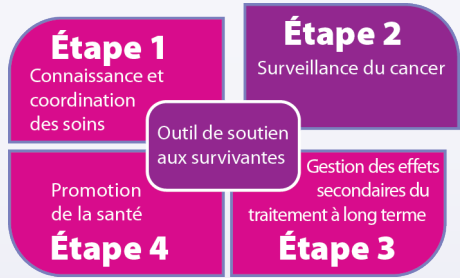 Étape 1
Connaissance et
coordination
des soins
Étape 2
Surveillance du cancer
Outil de soutien
aux survivantes
Gestion des effets
secondaires du
traitement à long terme
Étape 3
Promotion
de la santé
Étape 4